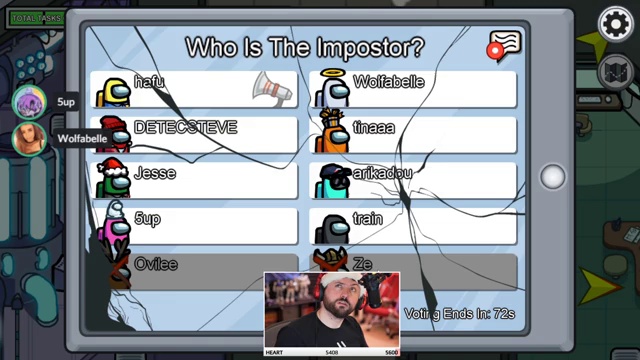 TOTAL TASKS
Who Is The Impostor?
hafu
Wolfabelle
5up
DETECSTEVE
tinaaa
Wolfabelle
Jesse
arikadou
5up
train
Ovilee
Ze
Voting Ends In: 72s
HEART 5408 5600